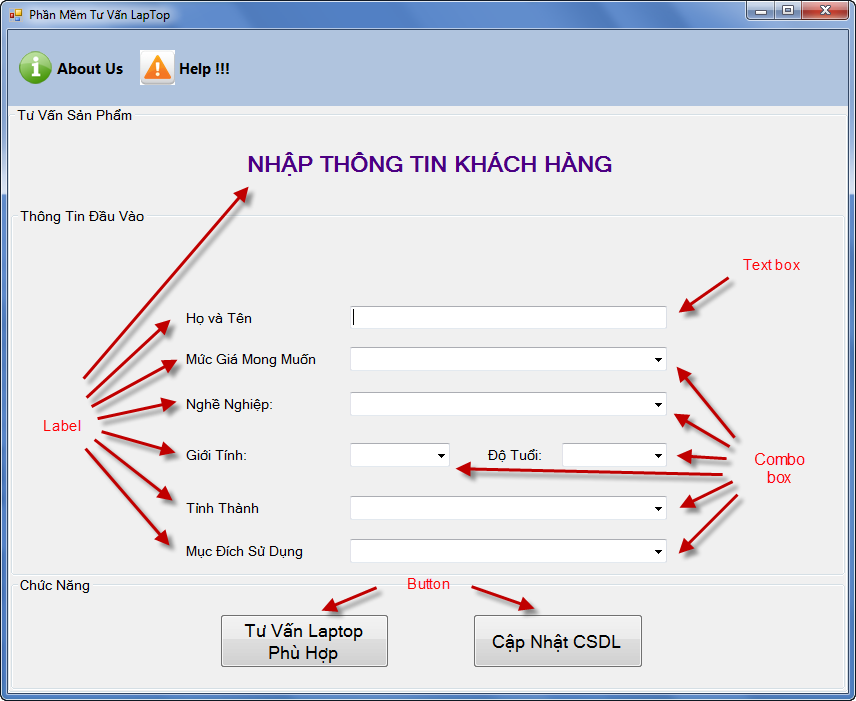 Phần Mềm Tư Vấn LapTop
About Us
Help !!!
Tư Vấn Sản Phẩm
NHẬP THÔNG TIN KHÁCH HÀNG
Thông Tin Đầu Vào
Text box
Họ và Tên
Mức Giá Mong Muốn
Nghề Nghiệp:
Label
Giới Tính:
Độ Tuổi:
Combo
box
Tỉnh Thành
Mục Đích Sử Dụng
Chức Năng
Button
Tư Vấn Laptop
Phù Hợp
Cập Nhật CSDL